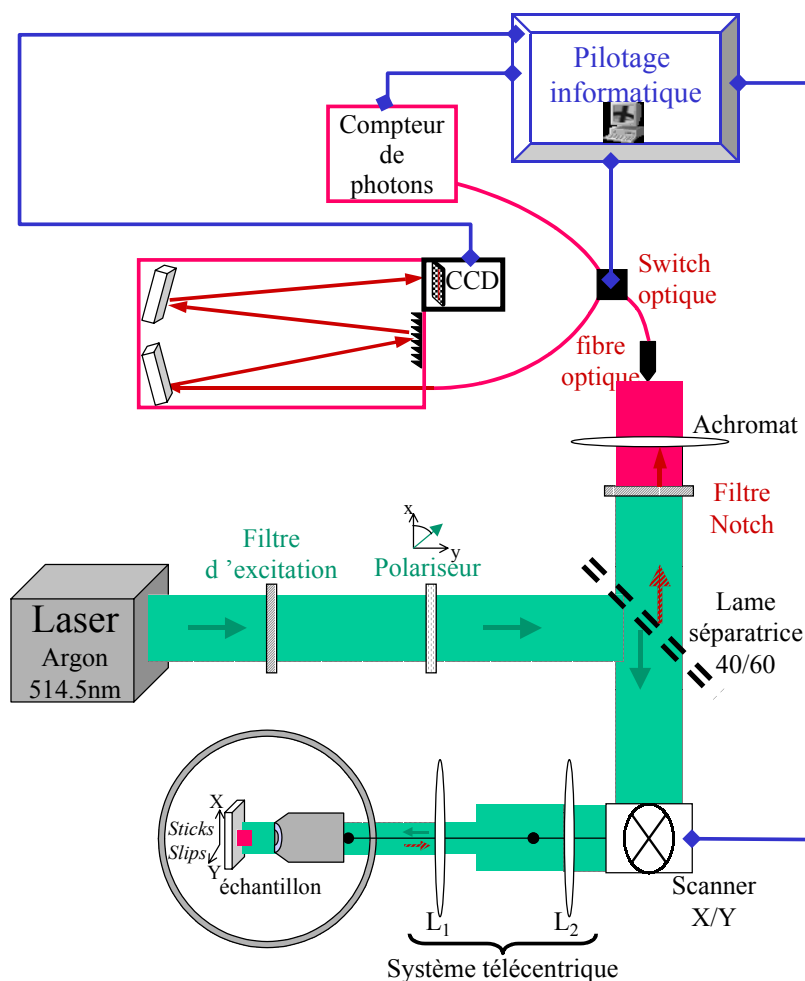 Pilotage
informatique
Compteur
de
photons
CCD
Switch
optique
fibre
optique
Achromat
Filtre
Notch
x
y
Filtre
d ’excitation
Polariseur
Laser
Argon
514.5nm
Lame
séparatrice
40/60
X
Sticks
Slips
Y
échantillon
L1
L2
Scanner
X/Y
Système télécentrique